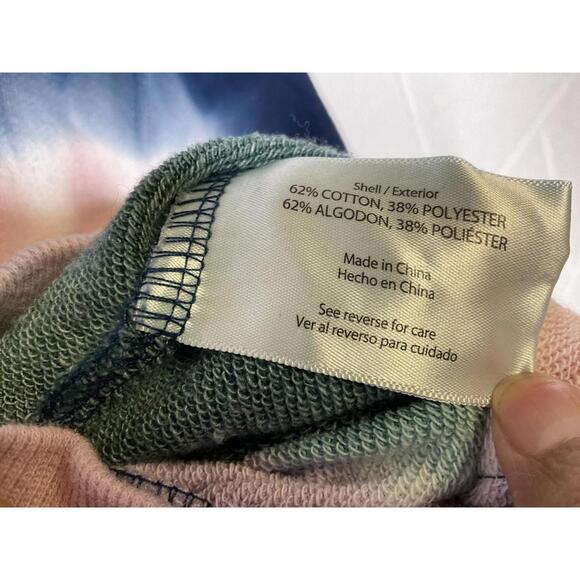 Shell / Exterior
62% COTTON, 38% POLYESTER
62% ALGODON, 38% POLIÉSTER
Made in China
Hecho en China
See reverse for care
Ver al reverso para cuidado